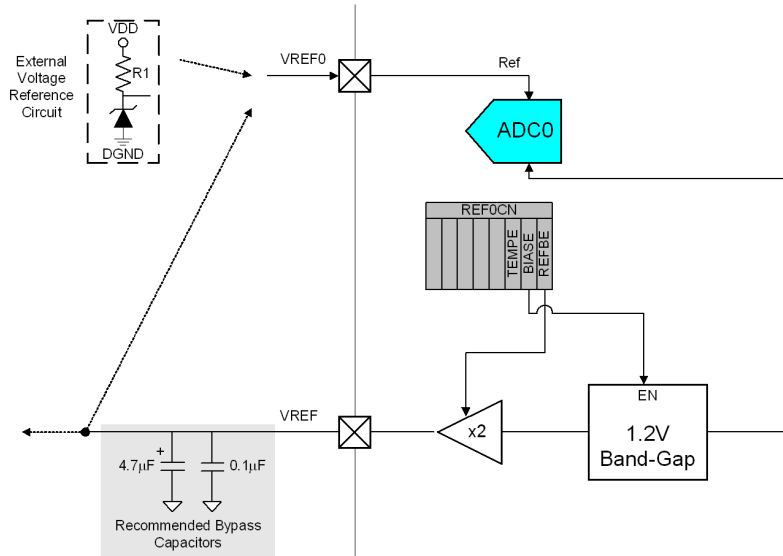 VDD
External
Voltage
Reference
Circuit
R1
DGND
VREF0
Ref
ADC0
REF0CN
TEMPE
BIASE
REFBE
VREF
x2
EN
1.2V
Band-Gap
+
4.7μF
0.1μF
Recommended Bypass
Capacitors